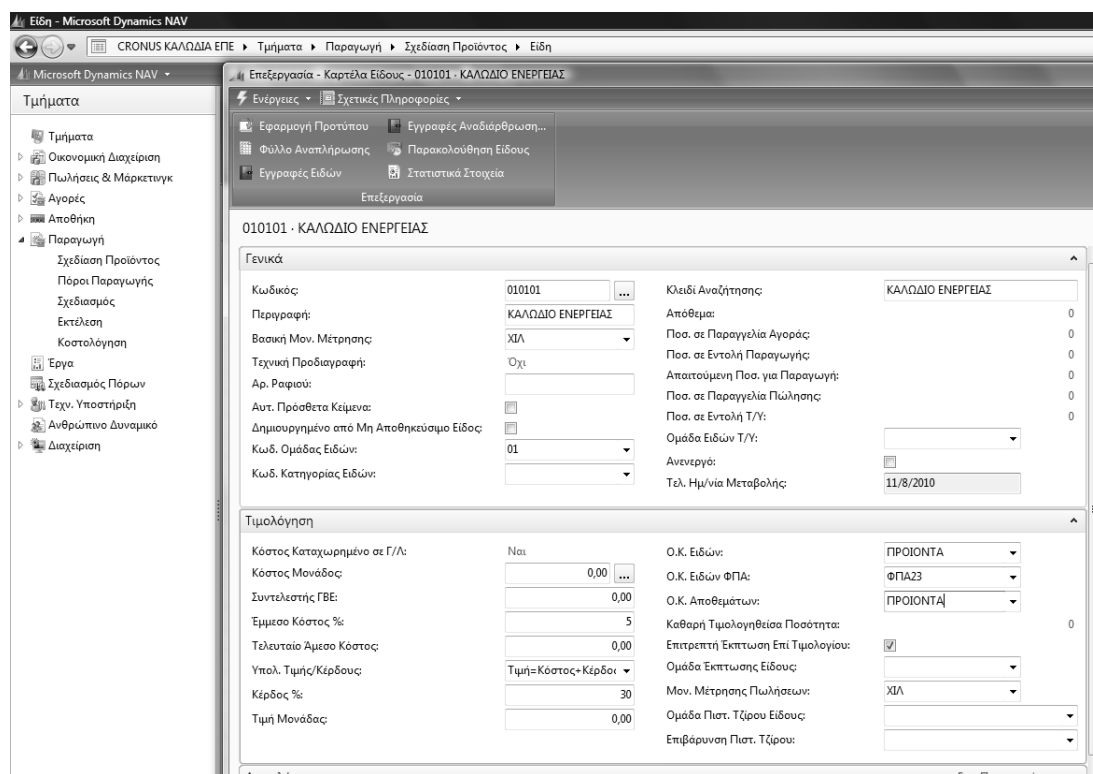 Είδη - Microsoft Dynamics NAV
CRONUS ΚΑΛΩΔΙΑ ΕΠΕ ▸ Τμήματα ▸ Παραγωγή ▸ Σχεδίαση Προϊόντος ▸ Είδη
Microsoft Dynamics NAV
Τμήματα
Τμήματα
Οικονομική Διαχείριση
Πωλήσεις & Μάρκετινγκ
Αγορές
Αποθήκη
Παραγωγή
Σχεδίαση Προϊόντος
Πόροι Παραγωγής
Σχεδιασμός
Εκτέλεση
Κοστολόγηση
Έργα
Σχεδιασμός Πόρων
Τεχν. Υποστήριξη
Ανθρώπινο Δυναμικό
Διαχείριση
Επεξεργασία - Καρτέλα Είδους - 010101 · ΚΑΛΩΔΙΟ ΕΝΕΡΓΕΙΑΣ
Ενέργειες Σχετικές Πληροφορίες
Εφαρμογή Προτύπου Εγγραφές Αναδιάρθρωση...
Φύλλο Αναπλήρωσης Παρακολούθηση Είδους
Εγγραφές Ειδών Στατιστικά Στοιχεία
Επεξεργασία
010101 · ΚΑΛΩΔΙΟ ΕΝΕΡΓΕΙΑΣ
Γενικά
Κωδικός: 010101 ...
Περιγραφή: ΚΑΛΩΔΙΟ ΕΝΕΡΓΕΙΑΣ
Βασική Μον. Μέτρησης: ΧΙΛ
Τεχνική Προδιαγραφή: Όχι
Αρ. Ραφιού:
Αυτ. Πρόσθετα Κείμενα:
Δημιουργημένο από Μη Αποθηκεύσιμο Είδος:
Κωδ. Ομάδας Ειδών: 01
Κωδ. Κατηγορίας Ειδών:
Κλειδί Αναζήτησης: ΚΑΛΩΔΙΟ ΕΝΕΡΓΕΙΑΣ
Απόθεμα: 0
Ποσ. σε Παραγγελία Αγοράς: 0
Ποσ. σε Εντολή Παραγωγής: 0
Απαιτούμενη Ποσ. για Παραγωγή: 0
Ποσ. σε Παραγγελία Πώλησης: 0
Ποσ. σε Εντολή Τ/Υ: 0
Ομάδα Ειδών Τ/Υ:
Ανενεργό:
Τελ. Ημ/νία Μεταβολής: 11/8/2010
Τιμολόγηση
Κόστος Καταχωρημένο σε Γ/Λ: Ναι
Κόστος Μονάδος: 0,00 ...
Συντελεστής ΓΒΕ: 0,00
Έμμεσο Κόστος %: 5
Τελευταίο Άμεσο Κόστος: 0,00
Υπολ. Τιμής/Κέρδους: Τιμή=Κόστος+Κέρδο
Κέρδος %: 30
Τιμή Μονάδας: 0,00
Ο.Κ. Ειδών: ΠΡΟΙΟΝΤΑ
Ο.Κ. Ειδών ΦΠΑ: ΦΠΑ23
Ο.Κ. Αποθεμάτων: ΠΡΟΙΟΝΤΑ
Καθαρή Τιμολογηθείσα Ποσότητα: 0
Επιτρεπτή Έκπτωση Επί Τιμολογίου:
Ομάδα Έκπτωσης Είδους:
Μον. Μέτρησης Πωλήσεων: ΧΙΛ
Ομάδα Πιστ. Τζίρου Είδους:
Επιβάρυνση Πιστ. Τζίρου: